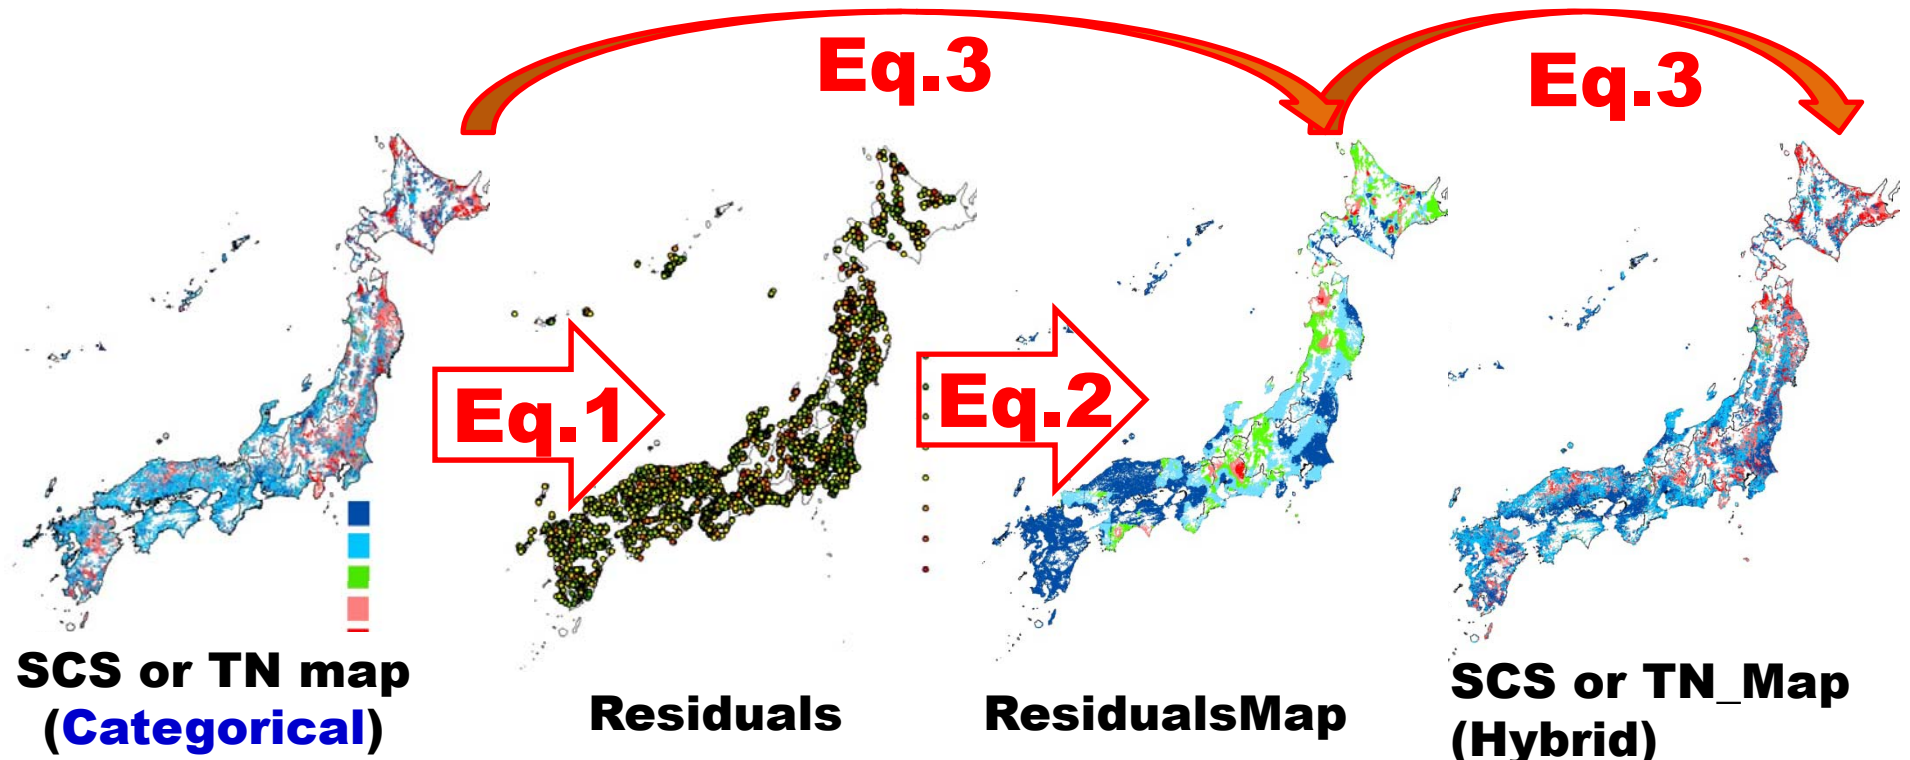 Eq.3
Eq.3
Eq.1
Eq.2
SCS or TN map
(Categorical)
Residuals
ResidualsMap
SCS or TN_Map
(Hybrid)